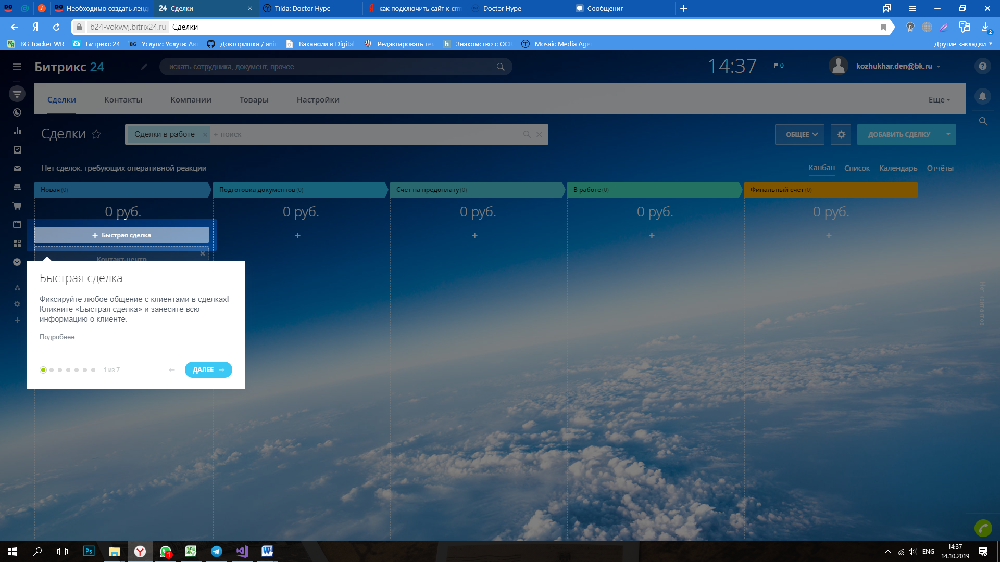 Необходимо создать ленд
24 Сделки
Tilda: Doctor Hype
как подключить сайт к crm
Doctor Hype
Сообщения
b24-vokwvj.bitrix24.ru Сделки
2
BG-tracker WR
Битрикс 24
BG Услуги: Услуга: Ав
Докторишка / ani
Вакансии в Digital
Редактировать те
h Знакомство с OCR
Mosaic Media Age
Другие закладки
Битрикс 24
искать сотрудника, документ, прочее...
14:37
0
kozhukhar.den@bk.ru
Сделки
Контакты
Компании
Товары
Настройки
Еще
Сделки
Сделки в работе
+ поиск
ОБЩЕЕ
ДОБАВИТЬ СДЕЛКУ
Нет сделок, требующих оперативной реакции
Канбан
Список
Календарь
Отчёты
Новая (0)
Подготовка документов (0)
Счёт на предоплату (0)
В работе (0)
Финальный счёт (0)
0 руб.
0 руб.
0 руб.
0 руб.
0 руб.
+ Быстрая сделка
+
+
+
+
Контакт-центр
Быстрая сделка
Фиксируйте любое общение с клиентами в сделках!
Кликните «Быстрая сделка» и занесите всю
информацию о клиенте.
Подробнее
1 из 7
ДАЛЕЕ
Нет контактов
Ps
1
ENG
14:37
14.10.2019